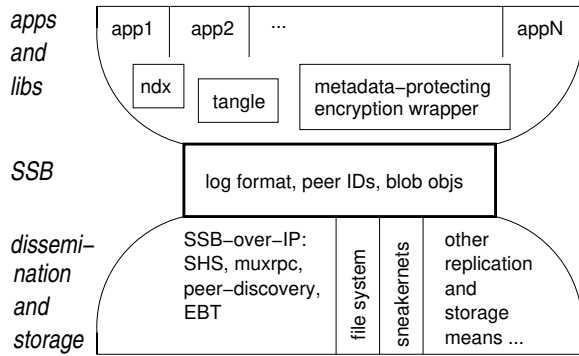 apps
and
libs
app1
app2
...
appN
ndx
tangle
metadata−protecting
encryption wrapper
SSB
log format, peer IDs, blob objs
dissemi−
nation
and
storage
SSB−over−IP:
SHS, muxrpc,
peer−discovery,
EBT
file system
sneakernets
other
replication
and
storage
means ...